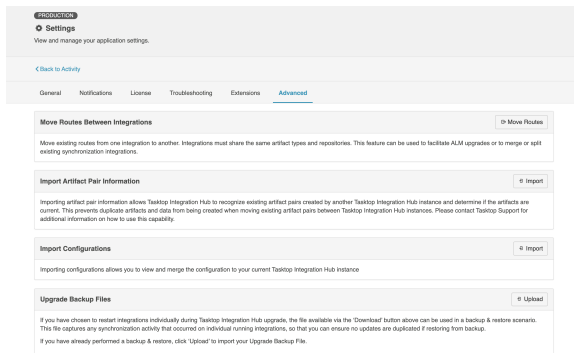 PRODUCTION
Settings
View and manage your application settings.
Back to Activity
General Notifications License Troubleshooting Extensions Advanced
Move Routes Between Integrations Move Routes
Move existing routes from one integration to another. Integrations must share the same artifact types and repositories. This feature can be used to facilitate ALM upgrades or to merge or split
existing synchronization integrations.
Import Artifact Pair Information Import
Importing artifact pair information allows Tasktop Integration Hub to recognize existing artifact pairs created by another Tasktop Integration Hub instance and determine if the artifacts are
current. This prevents duplicate artifacts and data from being created when moving existing artifact pairs between Tasktop Integration Hub instances. Please contact Tasktop Support for
additional information on how to use this capability.
Import Configurations Import
Importing configurations allows you to view and merge the configuration to your current Tasktop Integration Hub instance
Upgrade Backup Files Upload
If you have chosen to restart integrations individually during Tasktop Integration Hub upgrade, the file available via the 'Download' button above can be used in a backup & restore scenario.
This file captures any synchronization activity that occurred on individual running integrations, so that you can ensure no updates are duplicated if restoring from backup.
If you have already performed a backup & restore, click 'Upload' to import your Upgrade Backup File.